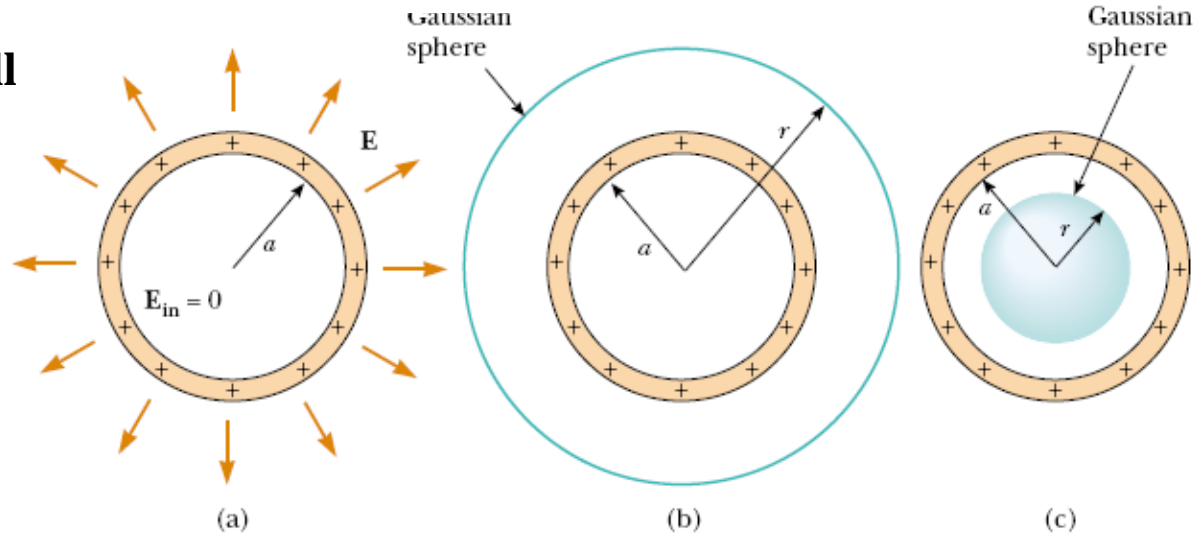 ll
Gaussian
sphere
Gaussian
sphere
E
a
E_in = 0
a
r
a
r
+ + + + + + + + + + + +
+ + + + + + + + + + + +
+ + + + + + + + + + + +
(a)
(b)
(c)